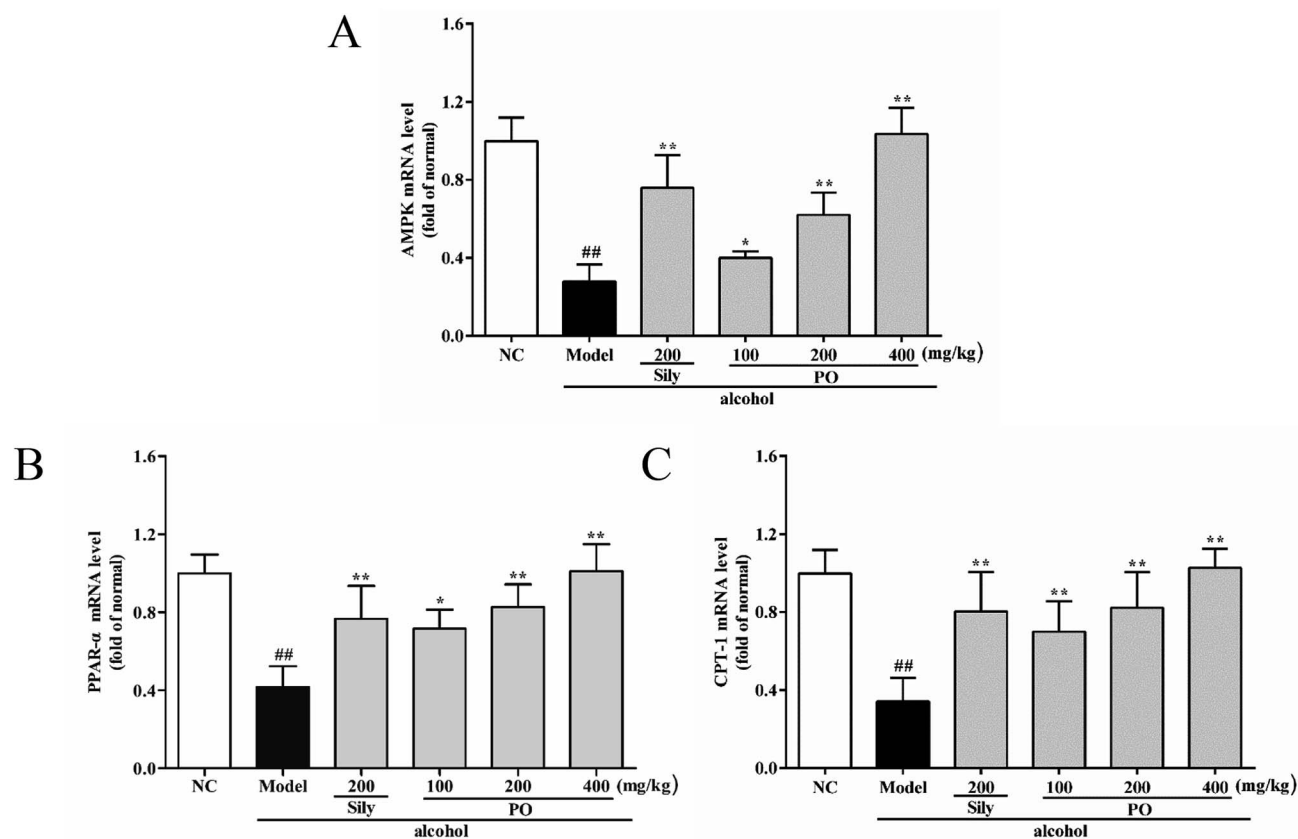 A
AMPK mRNA level
(fold of normal)
1.6
1.2
0.8
0.4
0.0
##
**
*
**
**
NC Model 200 100 200 400 (mg/kg)
Sily PO
alcohol
B
PPAR-α mRNA level
(fold of normal)
1.6
1.2
0.8
0.4
0.0
##
**
*
**
**
NC Model 200 100 200 400 (mg/kg)
Sily PO
alcohol
C
CPT-1 mRNA level
(fold of normal)
1.6
1.2
0.8
0.4
0.0
##
**
**
**
**
NC Model 200 100 200 400 (mg/kg)
Sily PO
alcohol